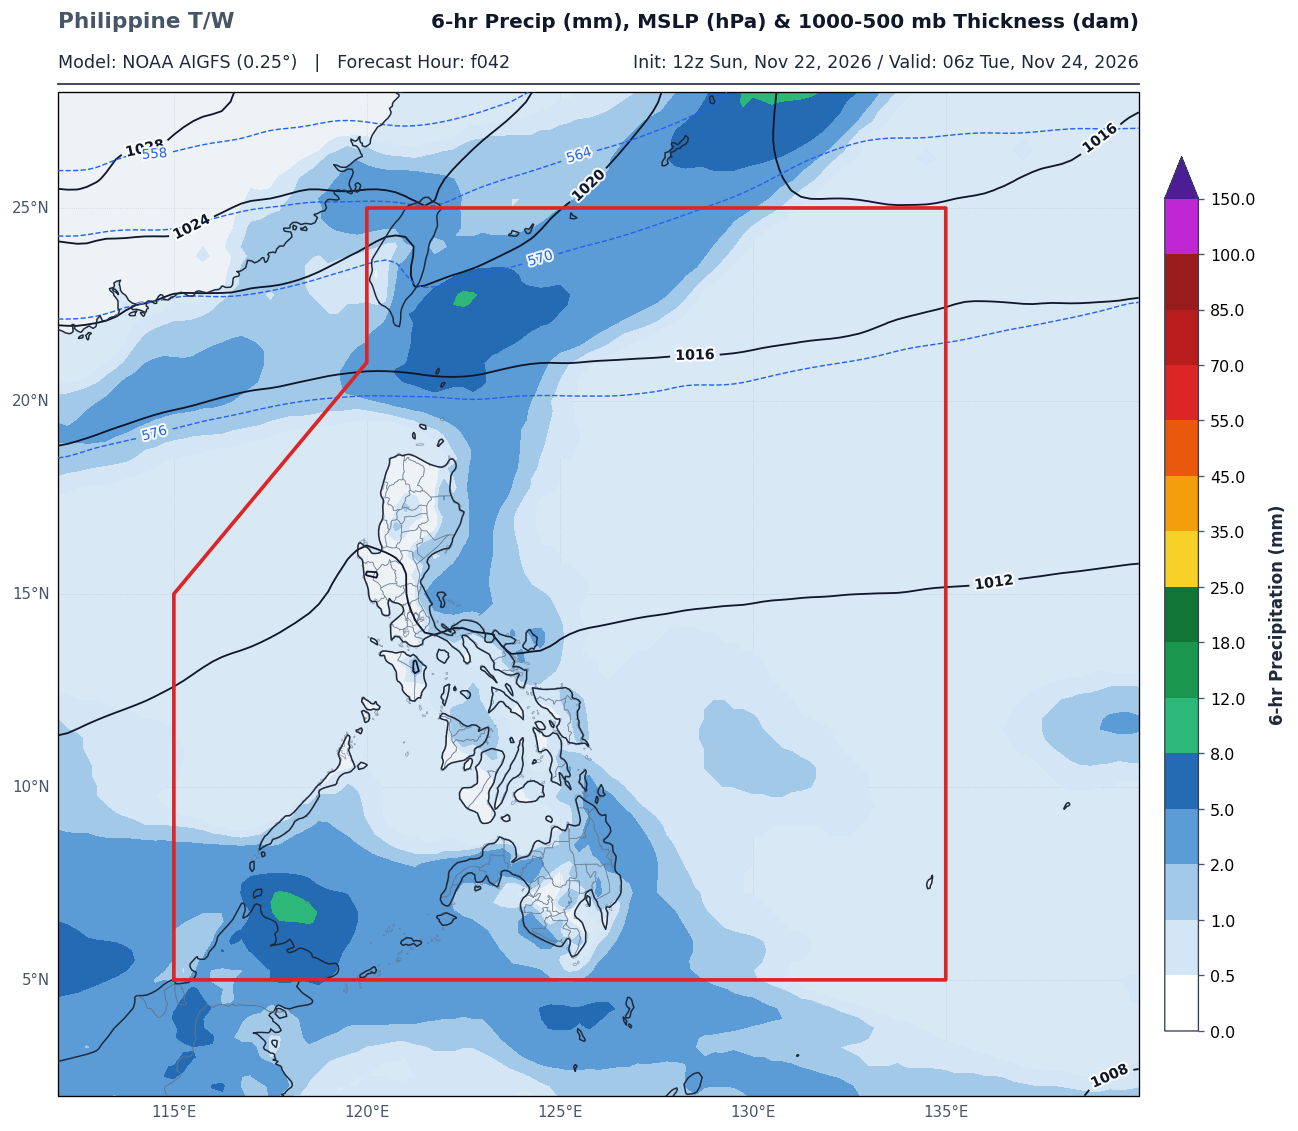 Philippine T/W
6-hr Precip (mm), MSLP (hPa) & 1000-500 mb Thickness (dam)
Model: NOAA AIGFS (0.25°) | Forecast Hour: f042
Init: 12z Sun, Nov 22, 2026 / Valid: 06z Tue, Nov 24, 2026
1028
558
564
1016
1020
1024
570
1016
576
1012
1008
25°N
20°N
15°N
10°N
5°N
115°E
120°E
125°E
130°E
135°E
150.0
100.0
85.0
70.0
55.0
45.0
35.0
25.0
18.0
12.0
8.0
5.0
2.0
1.0
0.5
0.0
6-hr Precipitation (mm)